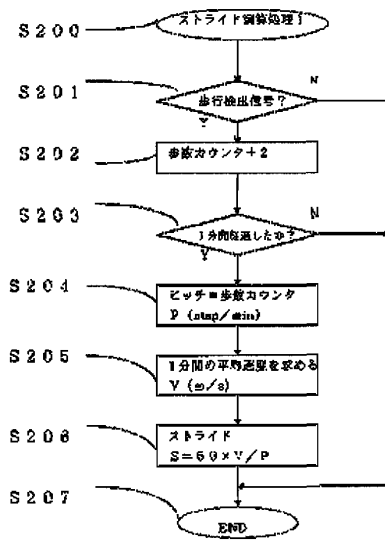 S200
ストライド演算処理1
S201
歩行検出信号?
N
Y
S202
歩数カウンタ+2
S203
1分間経過したか?
N
Y
S204
ピッチ=歩数カウンタ
P (step/min)
S205
1分間の平均速度を求める
V (m/s)
S206
ストライド
S=60×V/P
S207
END